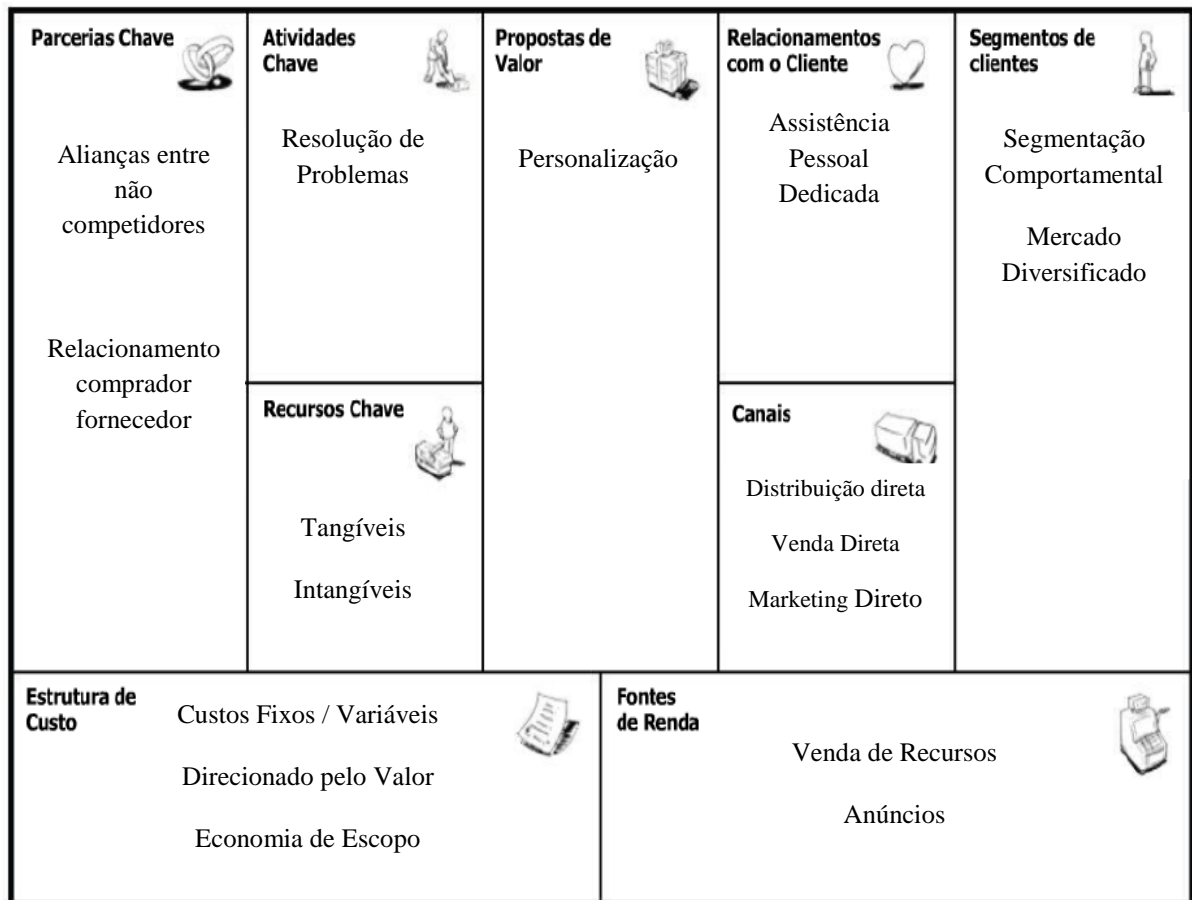 Parcerias Chave
Alianças entre
não
competidores
Relacionamento
comprador
fornecedor
Atividades
Chave
Resolução de
Problemas
Recursos Chave
Tangíveis
Intangíveis
Propostas de
Valor
Personalização
Relacionamentos
com o Cliente
Assistência
Pessoal
Dedicada
Canais
Distribuição direta
Venda Direta
Marketing Direto
Segmentos de
clientes
Segmentação
Comportamental
Mercado
Diversificado
Estrutura de
Custo
Custos Fixos / Variáveis
Direcionado pelo Valor
Economia de Escopo
Fontes
de Renda
Venda de Recursos
Anúncios